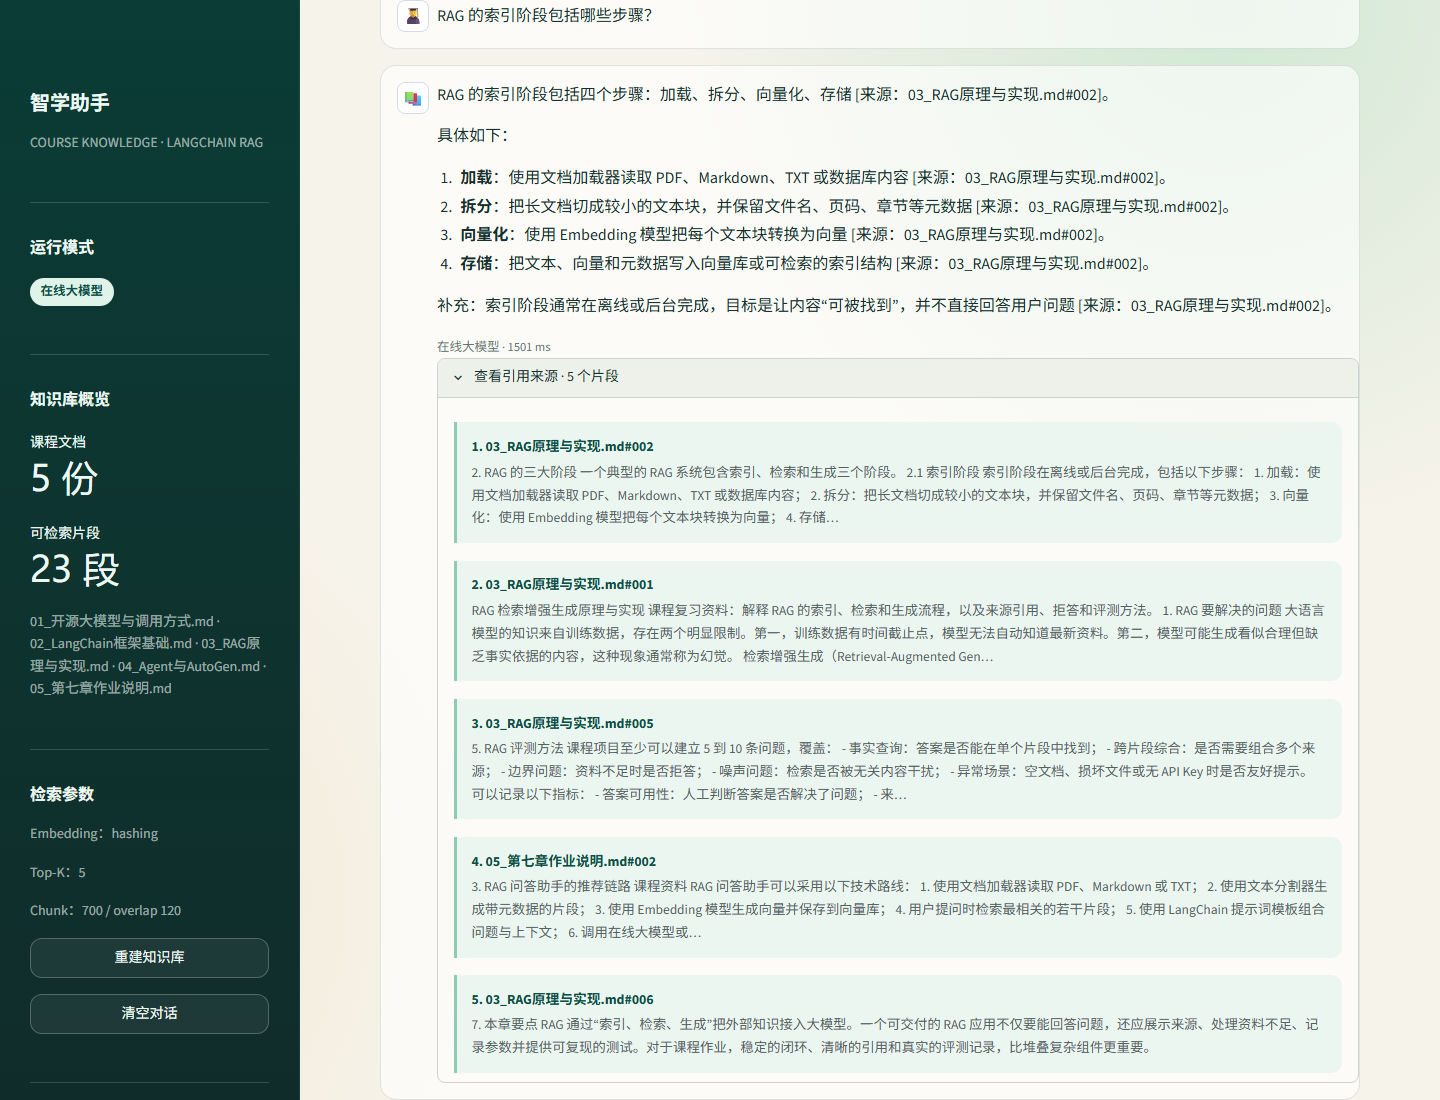 智学助手
COURSE KNOWLEDGE · LANGCHAIN RAG
运行模式
在线大模型
知识库概览
课程文档
5 份
可检索片段
23 段
01_开源大模型与调用方式.md ·
02_LangChain框架基础.md · 03_RAG原
理与实现.md · 04_Agent与AutoGen.md ·
05_第七章作业说明.md
检索参数
Embedding：hashing
Top-K：5
Chunk：700 / overlap 120
重建知识库
清空对话
RAG 的索引阶段包括哪些步骤？
RAG 的索引阶段包括四个步骤：加载、拆分、向量化、存储 [来源：03_RAG原理与实现.md#002]。
具体如下：
1. 加载：使用文档加载器读取 PDF、Markdown、TXT 或数据库内容 [来源：03_RAG原理与实现.md#002]。
2. 拆分：把长文档切成较小的文本块，并保留文件名、页码、章节等元数据 [来源：03_RAG原理与实现.md#002]。
3. 向量化：使用 Embedding 模型把每个文本块转换为向量 [来源：03_RAG原理与实现.md#002]。
4. 存储：把文本、向量和元数据写入向量库或可检索的索引结构 [来源：03_RAG原理与实现.md#002]。
补充：索引阶段通常在离线或后台完成，目标是让内容“可被找到”，并不直接回答用户问题 [来源：03_RAG原理与实现.md#002]。
在线大模型 · 1501 ms
查看引用来源 · 5 个片段
1. 03_RAG原理与实现.md#002
2. RAG 的三大阶段 一个典型的 RAG 系统包含索引、检索和生成三个阶段。 2.1 索引阶段 索引阶段在离线或后台完成，包括以下步骤： 1. 加载：使
用文档加载器读取 PDF、Markdown、TXT 或数据库内容； 2. 拆分：把长文档切成较小的文本块，并保留文件名、页码、章节等元数据； 3. 向量
化：使用 Embedding 模型把每个文本块转换为向量； 4. 存储…
2. 03_RAG原理与实现.md#001
RAG 检索增强生成原理与实现 课程复习资料：解释 RAG 的索引、检索和生成流程，以及来源引用、拒答和评测方法。 1. RAG 要解决的问题 大语言
模型的知识来自训练数据，存在两个明显限制。第一，训练数据有时间截止点，模型无法自动知道最新资料。第二，模型可能生成看似合理但缺
乏事实依据的内容，这种现象通常称为幻觉。 检索增强生成（Retrieval-Augmented Gen…
3. 03_RAG原理与实现.md#005
5. RAG 评测方法 课程项目至少可以建立 5 到 10 条问题，覆盖： - 事实查询：答案是否能在单个片段中找到； - 跨片段综合：是否需要组合多个来
源； - 边界问题：资料不足时是否拒答； - 噪声问题：检索是否被无关内容干扰； - 异常场景：空文档、损坏文件或无 API Key 时是否友好提示。
可以记录以下指标： - 答案可用性：人工判断答案是否解决了问题； - 来…
4. 05_第七章作业说明.md#002
3. RAG 问答助手的推荐链路 课程资料 RAG 问答助手可以采用以下技术路线： 1. 使用文档加载器读取 PDF、Markdown 或 TXT； 2. 使用文本分割器生
成带元数据的片段； 3. 使用 Embedding 模型生成向量并保存到向量库； 4. 用户提问时检索最相关的若干片段； 5. 使用 LangChain 提示词模板组合
问题与上下文； 6. 调用在线大模型或…
5. 03_RAG原理与实现.md#006
7. 本章要点 RAG 通过“索引、检索、生成”把外部知识接入大模型。一个可交付的 RAG 应用不仅要能回答问题，还应展示来源、处理资料不足、记
录参数并提供可复现的测试。对于课程作业，稳定的闭环、清晰的引用和真实的评测记录，比堆叠复杂组件更重要。